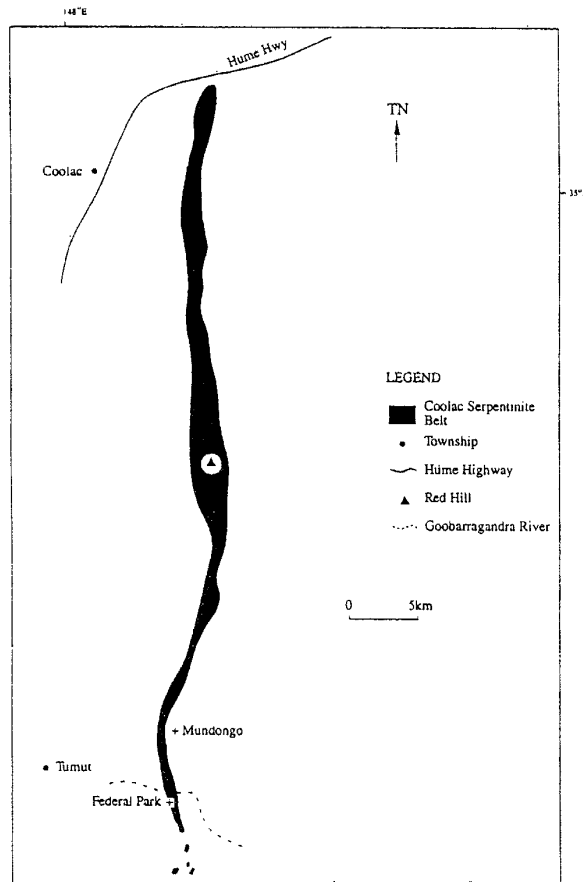 148°E
Hume Hwy
TN
Coolac
35°
LEGEND
Coolac Serpentinite
Belt
Township
Hume Highway
Red Hill
Goobarragandra River
0 5km
Mundongo
Tumut
Federal Park